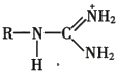 NH₂⁺
R—N—C
NH₂
H .